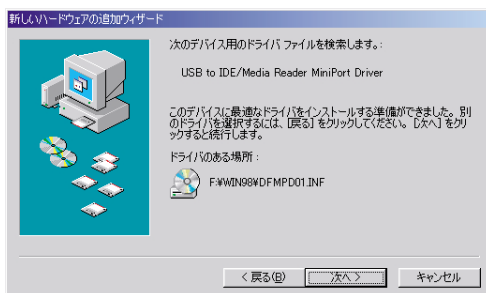 新しいハードウェアの追加ウィザード
次のデバイス用のドライバ ファイルを検索します。:
USB to IDE/Media Reader MiniPort Driver
このデバイスに最適なドライバをインストールする準備ができました。別
のドライバを選択するには、[戻る] をクリックしてください。[次へ] をクリ
ックすると続行します。
ドライバのある場所:
F:¥WIN98¥DFMPD01.INF
< 戻る(B)
次へ >
キャンセル